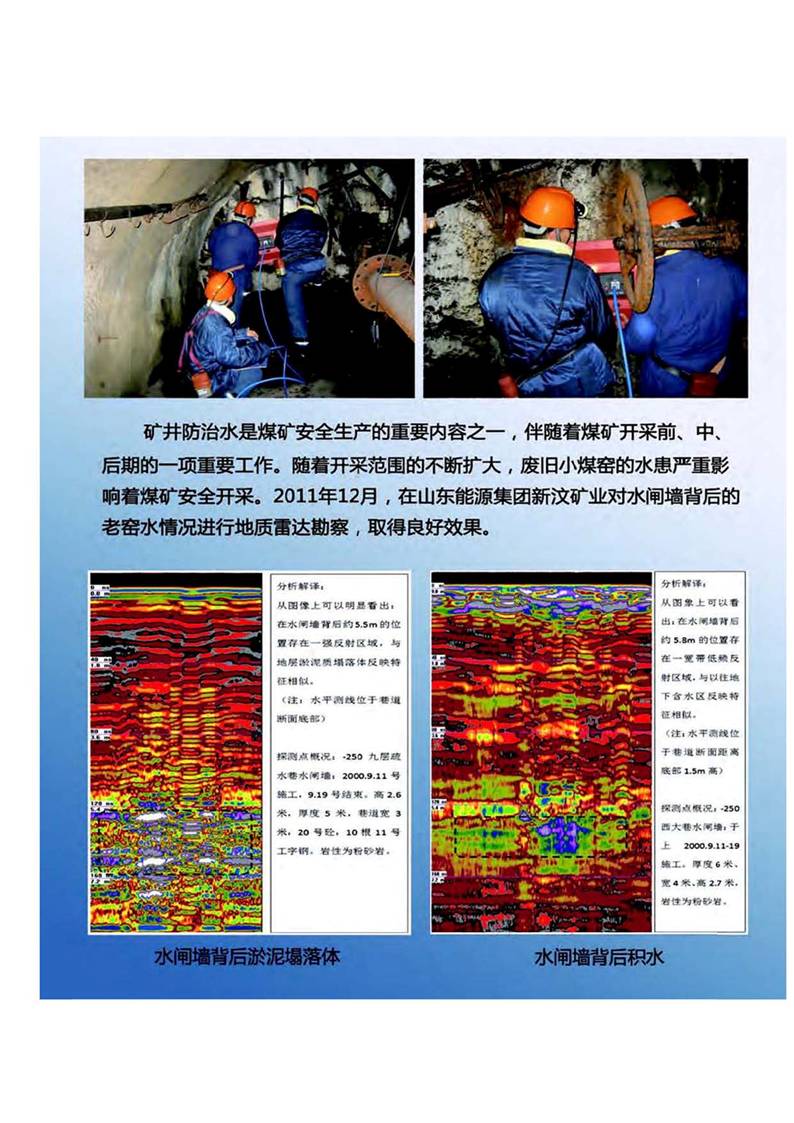 矿井防治水是煤矿安全生产的重要内容之一，伴随着煤矿开采前、中、
后期的一项重要工作。随着开采范围的不断扩大，废旧小煤窑的水患严重影
响着煤矿安全开采。2011年12月，在山东能源集团新汶矿业对水闸墙背后的
老窑水情况进行地质雷达勘察，取得良好效果。
分析解译：
从图像上可以明显看出：
在水闸墙背后约5.5m的位
置存在一强反射区域，与
地层淤泥质塌落体反映特
征相似。
（注：水平测线位于巷道
断面底部）
探测点概况：-250 九层疏
水巷水闸墙：2000.9.11号
施工，9.19号结束。高2.6
米，厚度5米，巷道宽3
米，20号砼，10根11号
工字钢。岩性为粉砂岩。
水闸墙背后淤泥塌落体
分析解译：
从图象上可以看
出：在水闸墙背后
约5.8m的位置存
在一宽带低频反
射区域，与以往地
下含水区反映特
征相似。
（注：水平测线位
于巷道断面距离
底部1.5m高）
探测点概况：-250
西大巷水闸墙：于
上 2000.9.11-19
施工。厚度6米、
宽4米、高2.7米，
岩性为粉砂岩。
水闸墙背后积水